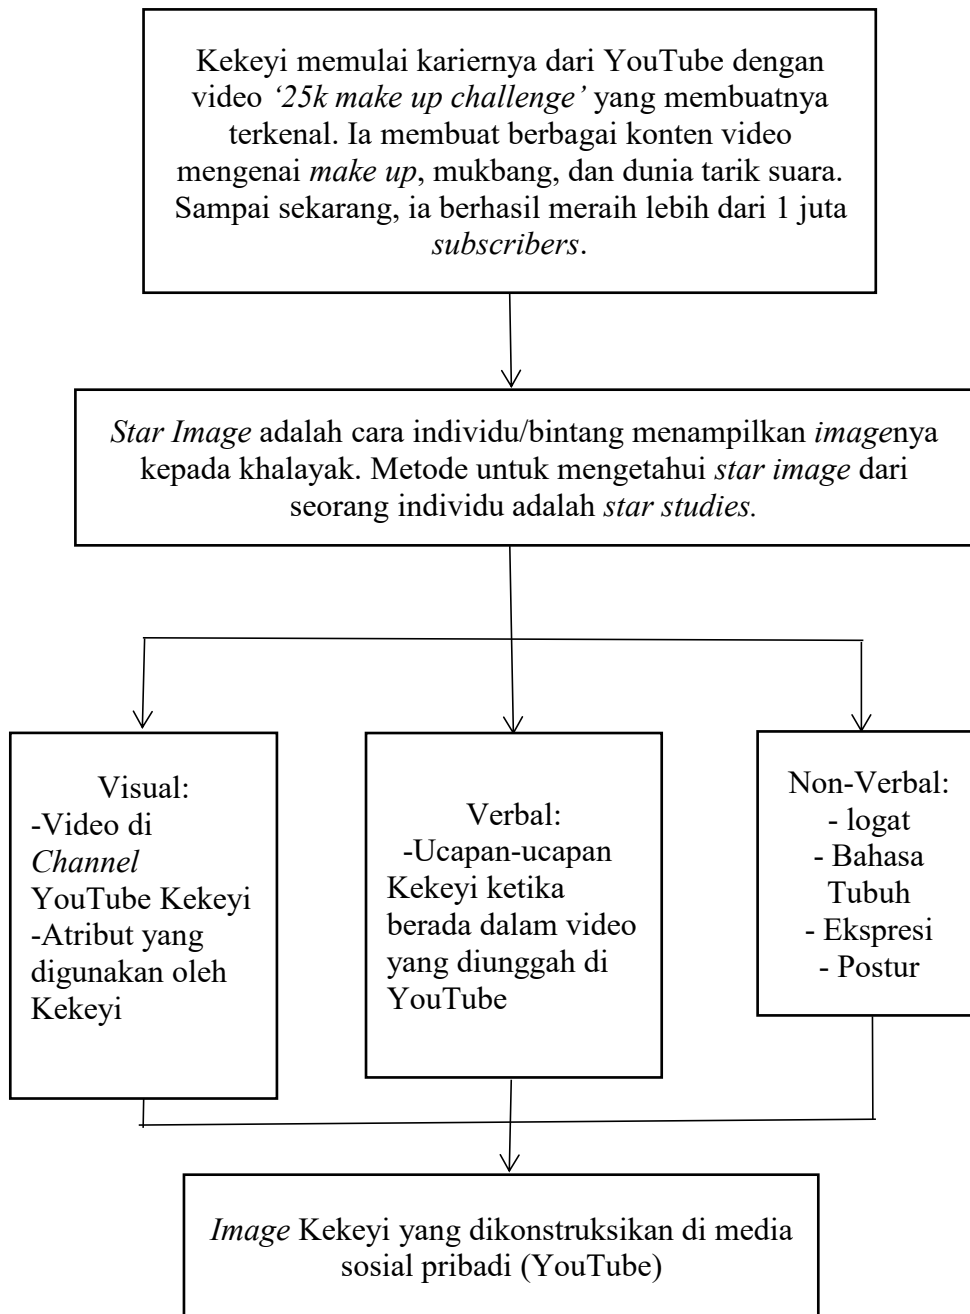 Kekeyi memulai kariernya dari YouTube dengan
video ‘25k make up challenge’ yang membuatnya
terkenal. Ia membuat berbagai konten video
mengenai make up, mukbang, dan dunia tarik suara.
Sampai sekarang, ia berhasil meraih lebih dari 1 juta
subscribers.
Star Image adalah cara individu/bintang menampilkan imagenya
kepada khalayak. Metode untuk mengetahui star image dari
seorang individu adalah star studies.
Visual:
-Video di
Channel
YouTube Kekeyi
-Atribut yang
digunakan oleh
Kekeyi
Verbal:
-Ucapan-ucapan
Kekeyi ketika
berada dalam video
yang diunggah di
YouTube
Non-Verbal:
- logat
- Bahasa
Tubuh
- Ekspresi
- Postur
Image Kekeyi yang dikonstruksikan di media
sosial pribadi (YouTube)